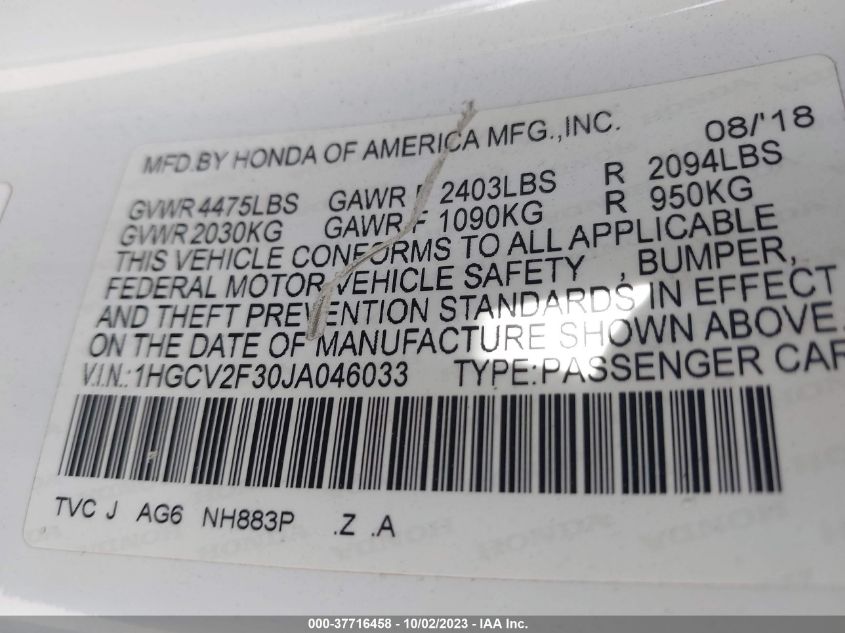 MFD.BY HONDA OF AMERICA MFG.,INC. 08/'18
GVWR 4475LBS GAWR F 2403LBS R 2094LBS
GVWR 2030KG GAWR F 1090KG R 950KG
THIS VEHICLE CONFORMS TO ALL APPLICABLE
FEDERAL MOTOR VEHICLE SAFETY , BUMPER,
AND THEFT PREVENTION STANDARDS IN EFFECT
ON THE DATE OF MANUFACTURE SHOWN ABOVE.
V.I.N.:1HGCV2F30JA046033 TYPE:PASSENGER CAR
TVC J AG6 NH883P .Z .A
HONDA HONDA
000-37716458 - 10/02/2023 - IAA Inc.